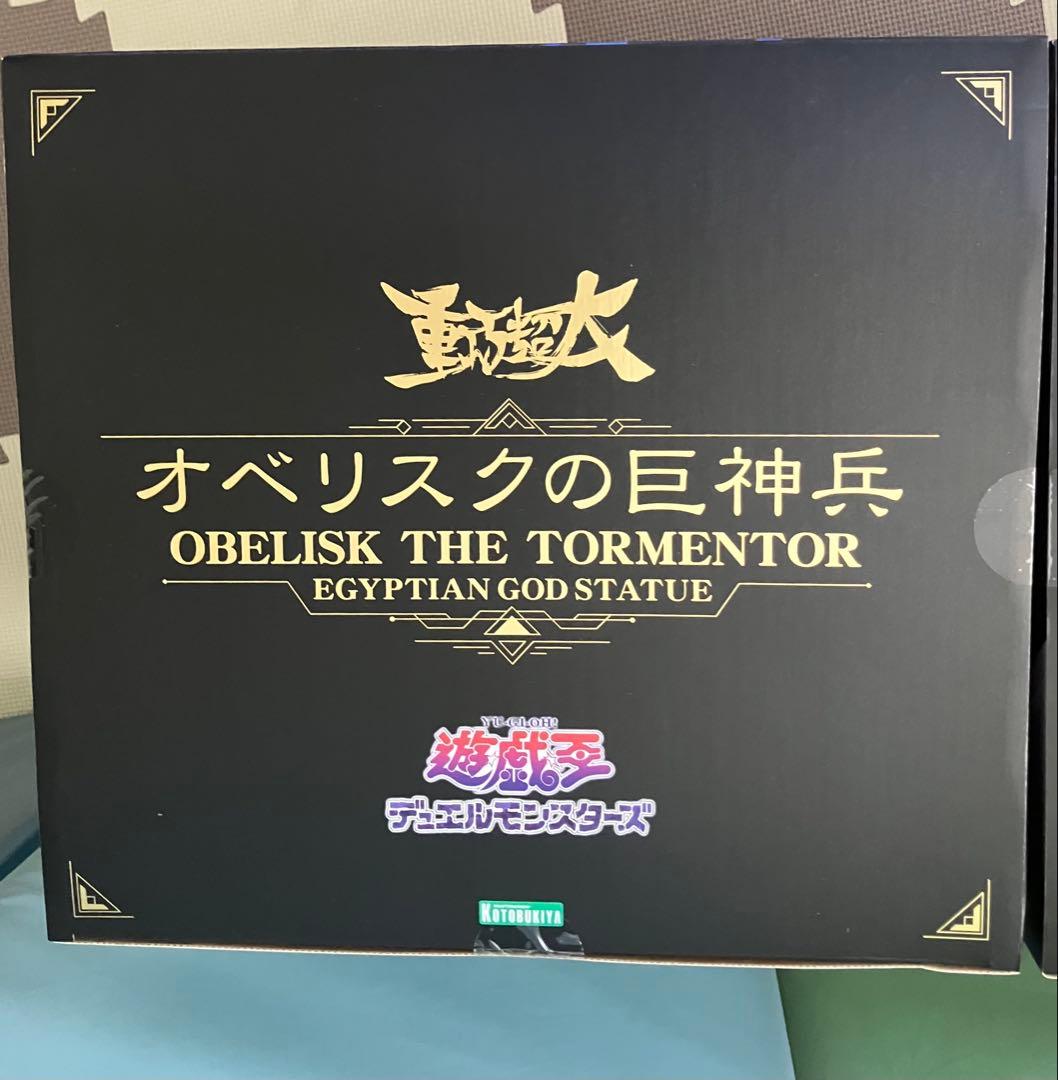 超重大
オベリスクの巨神兵
OBELISK THE TORMENTOR
EGYPTIAN GOD STATUE
YU-GI-OH!
遊戯王
デュエルモンスターズ
KOTOBUKIYA